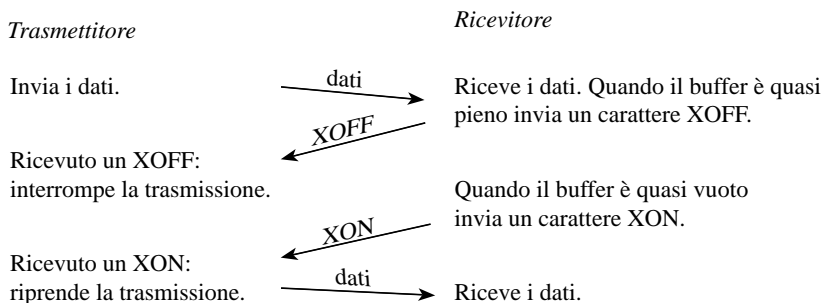 Trasmettitore
Ricevitore
Invia i dati.
dati
Riceve i dati. Quando il buffer è quasi
pieno invia un carattere XOFF.
XOFF
Ricevuto un XOFF:
interrompe la trasmissione.
Quando il buffer è quasi vuoto
invia un carattere XON.
XON
Ricevuto un XON:
riprende la trasmissione.
dati
Riceve i dati.